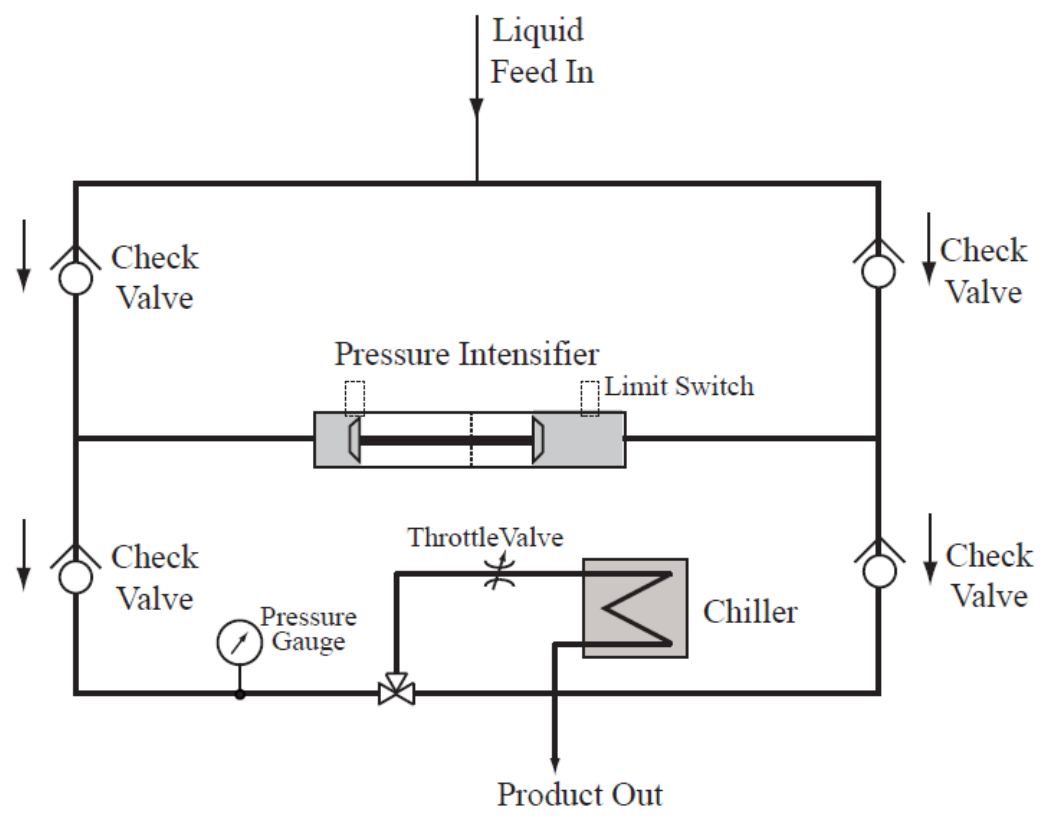 Liquid
Feed In
Check
Valve
Check
Valve
Pressure Intensifier
Limit Switch
ThrottleValve
Check
Valve
Check
Valve
Pressure
Gauge
Chiller
Product Out